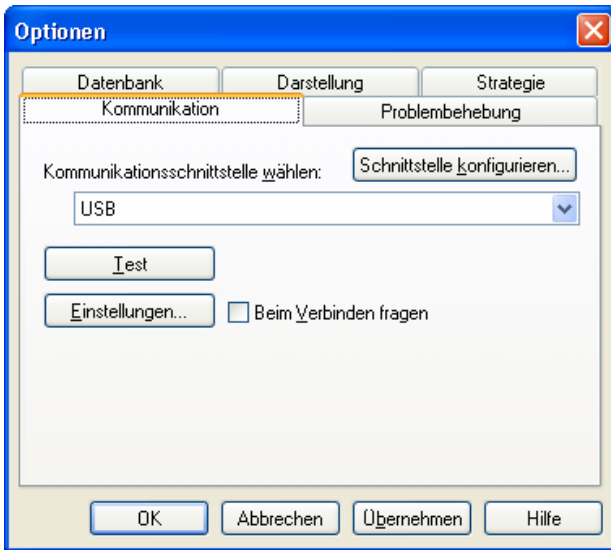 Optionen
Datenbank Darstellung Strategie
Kommunikation Problembehebung
Kommunikationsschnittstelle wählen: Schnittstelle konfigurieren...
USB
Test
Einstellungen... Beim Verbinden fragen
OK Abbrechen Übernehmen Hilfe